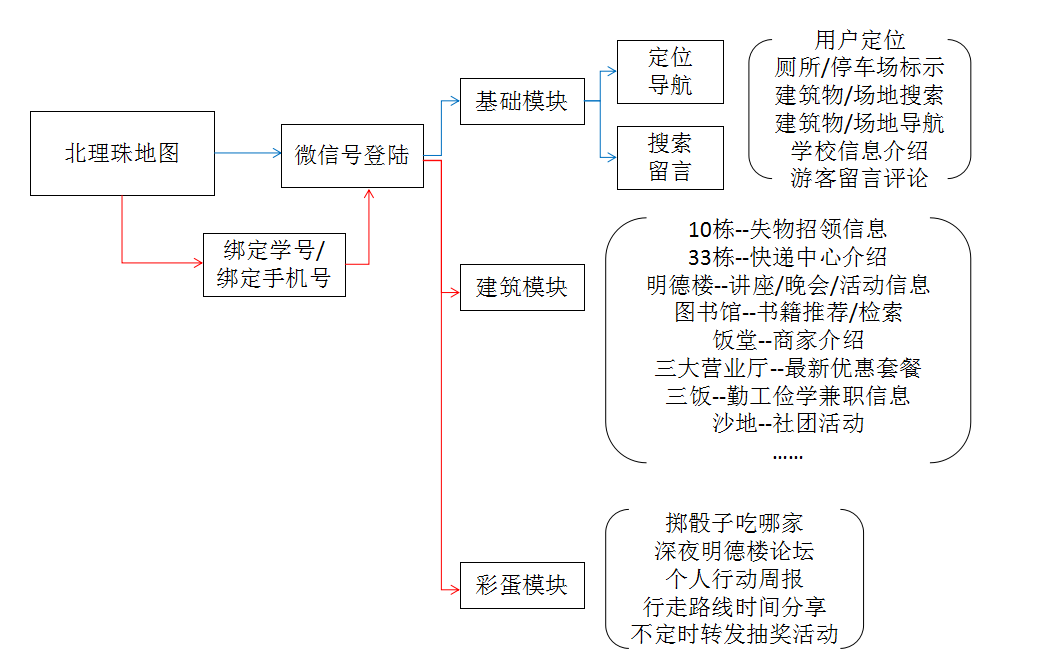 北理珠地图
微信号登陆
绑定学号/
绑定手机号
基础模块
定位
导航
搜索
留言
用户定位
厕所/停车场标示
建筑物/场地搜索
建筑物/场地导航
学校信息介绍
游客留言评论
建筑模块
10栋--失物招领信息
33栋--快递中心介绍
明德楼--讲座/晚会/活动信息
图书馆--书籍推荐/检索
饭堂--商家介绍
三大营业厅--最新优惠套餐
三饭--勤工俭学兼职信息
沙地--社团活动
……
彩蛋模块
掷骰子吃哪家
深夜明德楼论坛
个人行动周报
行走路线时间分享
不定时转发抽奖活动